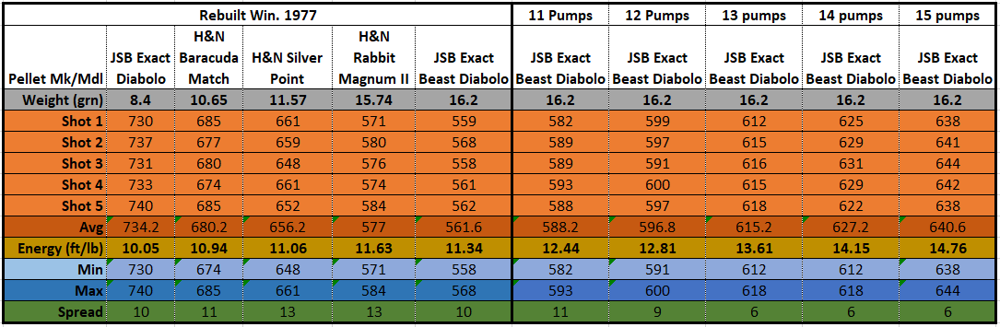 Rebuilt Win. 1977 11 Pumps 12 Pumps 13 pumps 14 pumps 15 pumps
Pellet Mk/Mdl JSB Exact Diabolo H&N Baracuda Match H&N Silver Point H&N Rabbit Magnum II JSB Exact Beast Diabolo JSB Exact Beast Diabolo JSB Exact Beast Diabolo JSB Exact Beast Diabolo JSB Exact Beast Diabolo JSB Exact Beast Diabolo
Weight (grn) 8.4 10.65 11.57 15.74 16.2 16.2 16.2 16.2 16.2 16.2
Shot 1 730 685 661 571 559 582 599 612 625 638
Shot 2 737 677 659 580 568 589 597 615 629 641
Shot 3 731 680 648 576 558 589 591 616 631 644
Shot 4 733 674 661 574 561 593 600 615 629 642
Shot 5 740 685 652 584 562 588 597 618 622 638
Avg 734.2 680.2 656.2 577 561.6 588.2 596.8 615.2 627.2 640.6
Energy (ft/lb) 10.05 10.94 11.06 11.63 11.34 12.44 12.81 13.61 14.15 14.76
Min 730 674 648 571 558 582 591 612 612 638
Max 740 685 661 584 568 593 600 618 618 644
Spread 10 11 13 13 10 11 9 6 6 6